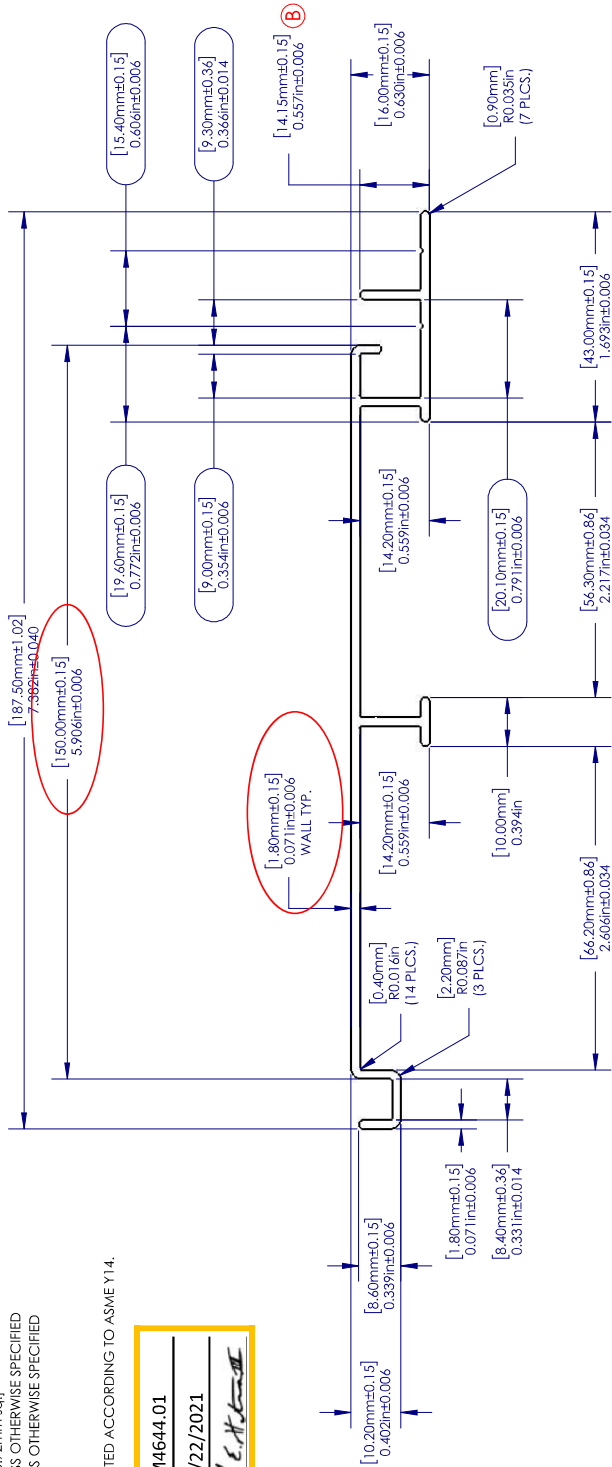 [187.50mm±1.02]
7.382in±0.040
[150.00mm±0.15]
5.906in±0.006
[15.40mm±0.15]
0.606in±0.006
[9.30mm±0.36]
0.366in±0.014
[19.60mm±0.15]
0.772in±0.006
[9.00mm±0.15]
0.354in±0.006
B
[14.15mm±0.15]
0.557in±0.006
[16.00mm±0.15]
0.630in±0.006
[0.90mm]
R0.035in
(7 PLCS.)
[1.80mm±0.15]
0.071in±0.006
WALL TYP.
[14.20mm±0.15]
0.559in±0.006
[14.20mm±0.15]
0.559in±0.006
[20.10mm±0.15]
0.791in±0.006
[43.00mm±0.15]
1.693in±0.006
[56.30mm±0.86]
2.217in±0.034
[10.00mm]
0.394in
[66.20mm±0.86]
2.606in±0.034
[0.40mm]
R0.016in
(14 PLCS.)
[2.20mm]
R0.087in
(3 PLCS.)
[1.80mm±0.15]
0.071in±0.006
[8.40mm±0.36]
0.331in±0.014
[8.60mm±0.15]
0.339in±0.006
[10.20mm±0.15]
0.402in±0.006
OTHERWISE SPECIFIED
OTHERWISE SPECIFIED
ACCORDING TO ASME Y14.
4644.01
/22/2021